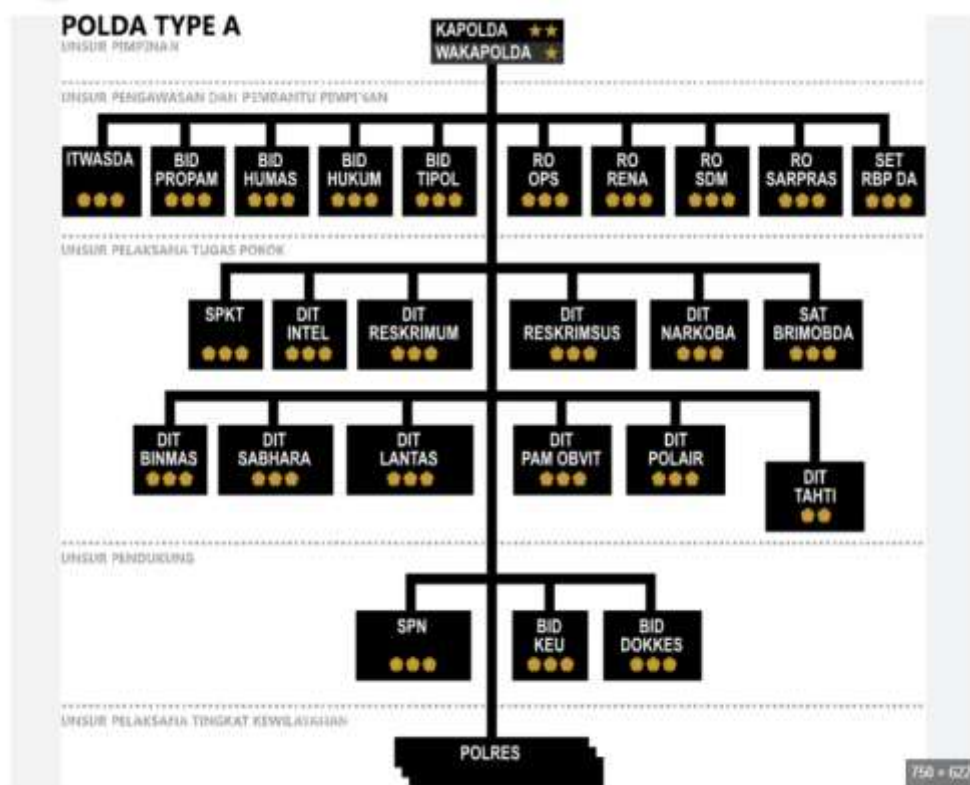 POLDA TYPE A
UNSUR PIMPINAN
KAPOLDA
WAKAPOLDA
UNSUR PENGAWASAN DAN PEMBANTU PIMPINAN
ITWASDA
BID
PROPAM
BID
HUMAS
BID
HUKUM
BID
TIPOL
RO
OPS
RO
RENA
RO
SDM
RO
SARPRAS
SET
RBP DA
UNSUR PELAKSANA TUGAS POKOK
SPKT
DIT
INTEL
DIT
RESKRIMUM
DIT
RESKRIMSUS
DIT
NARKOBA
SAT
BRIMOBDA
DIT
BINMAS
DIT
SABHARA
DIT
LANTAS
DIT
PAM OBVIT
DIT
POLAIR
DIT
TAHTI
UNSUR PENDUKUNG
SPN
BID
KEU
BID
DOKKES
UNSUR PELAKSANA TINGKAT KEWILAYAHAN
POLRES
750 × 622